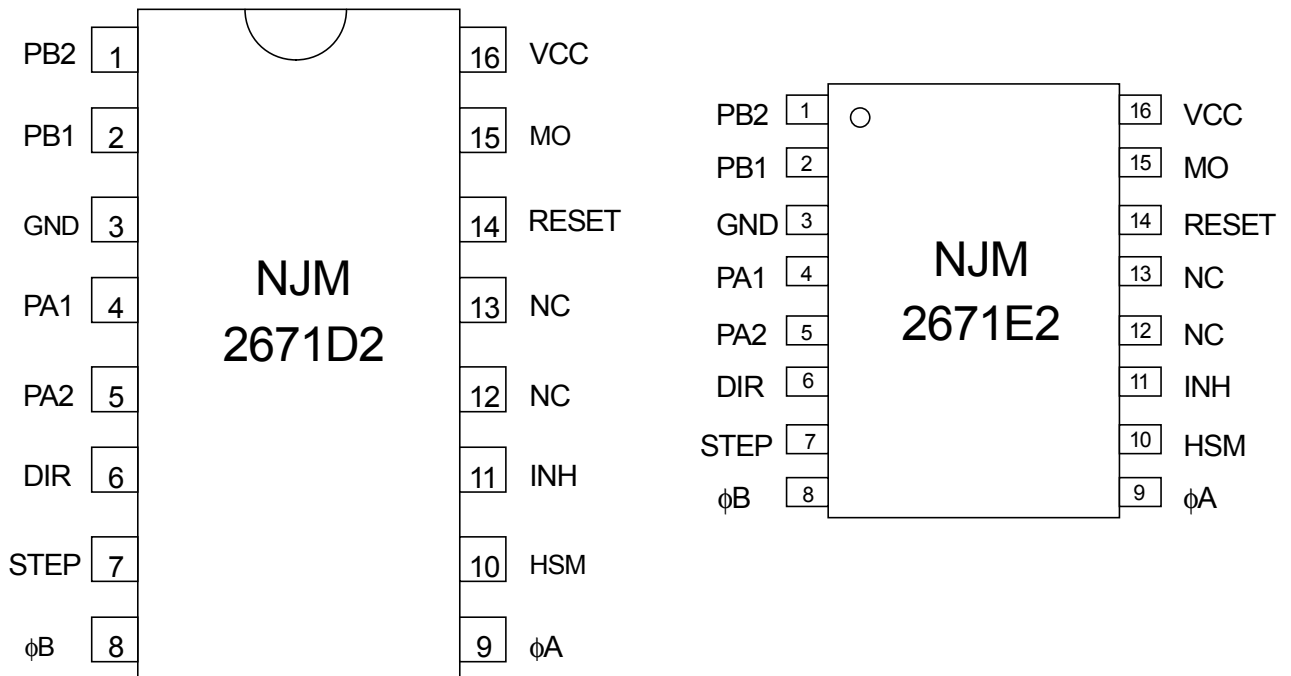 PB2 1 16 VCC
PB1 2 15 MO
GND 3 14 RESET
PA1 4 13 NC
PA2 5 12 NC
DIR 6 11 INH
STEP 7 10 HSM
ϕB 8 9 ϕA
NJM
2671D2
PB2 1 16 VCC
PB1 2 15 MO
GND 3 14 RESET
PA1 4 13 NC
PA2 5 12 NC
DIR 6 11 INH
STEP 7 10 HSM
ϕB 8 9 ϕA
NJM
2671E2